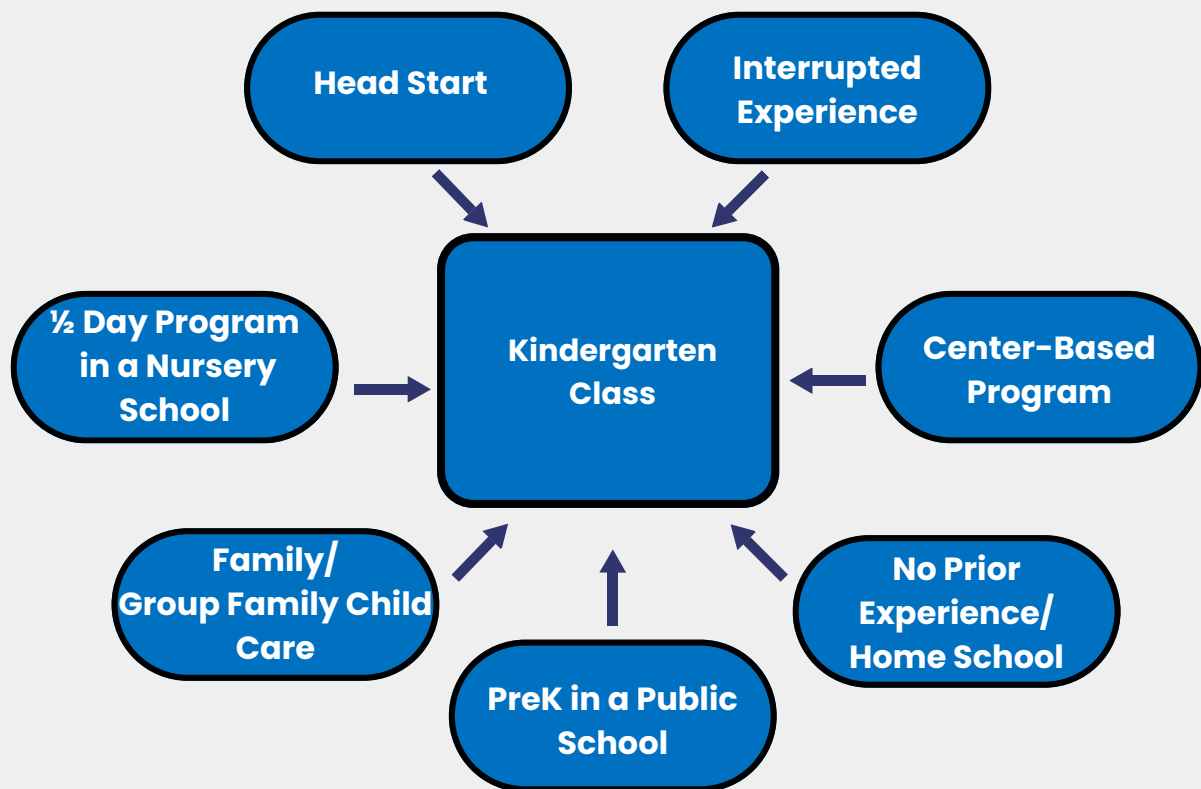 Head Start
Interrupted
Experience
½ Day Program
in a Nursery
School
Kindergarten
Class
Center-Based
Program
Family/
Group Family Child
Care
PreK in a Public
School
No Prior
Experience/
Home School